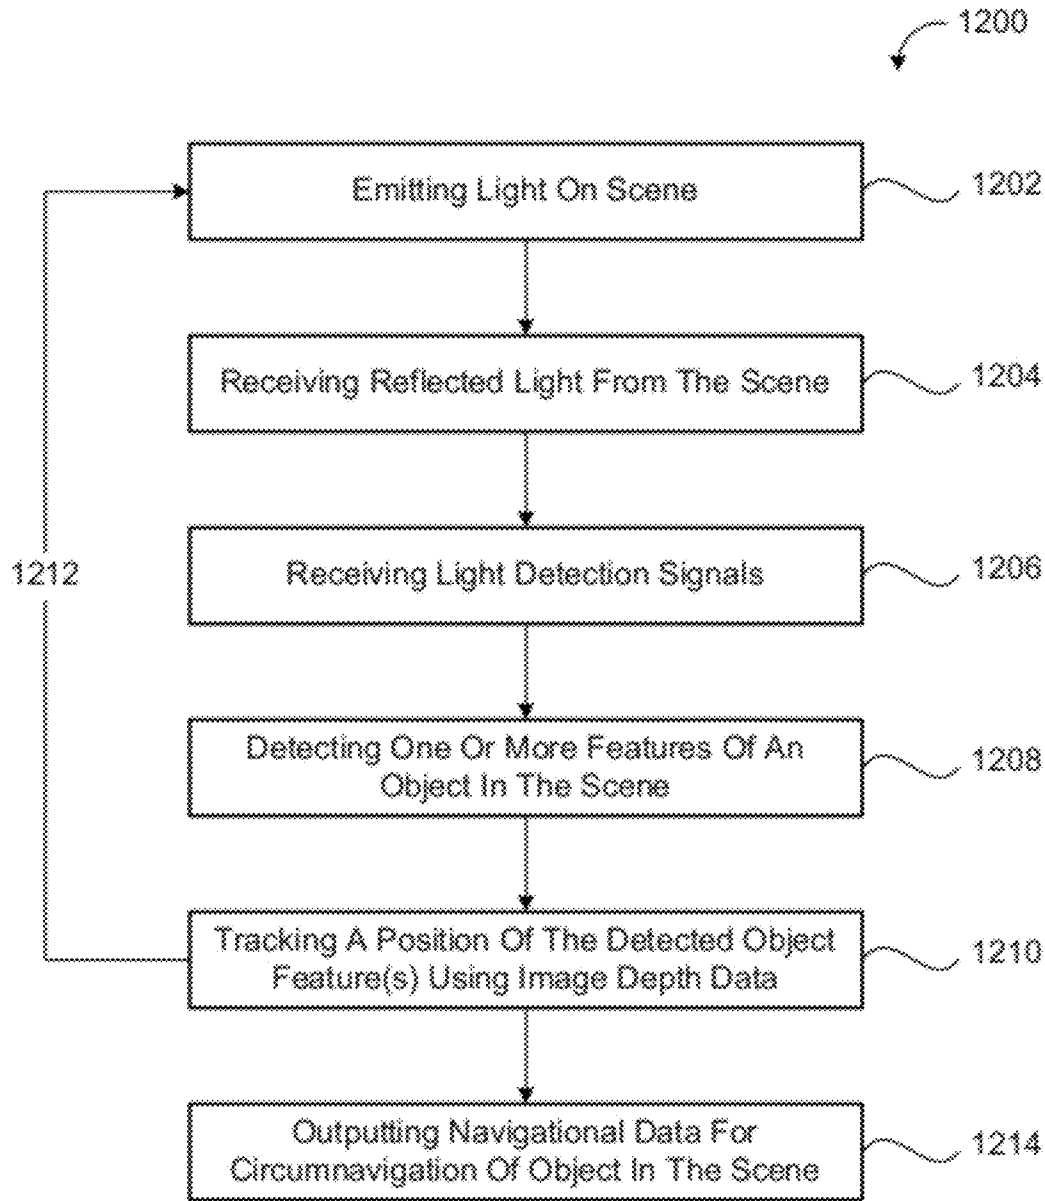 1200
Emitting Light On Scene
1202
Receiving Reflected Light From The Scene
1204
1212
Receiving Light Detection Signals
1206
Detecting One Or More Features Of An
Object In The Scene
1208
Tracking A Position Of The Detected Object
Feature(s) Using Image Depth Data
1210
Outputting Navigational Data For
Circumnavigation Of Object In The Scene
1214